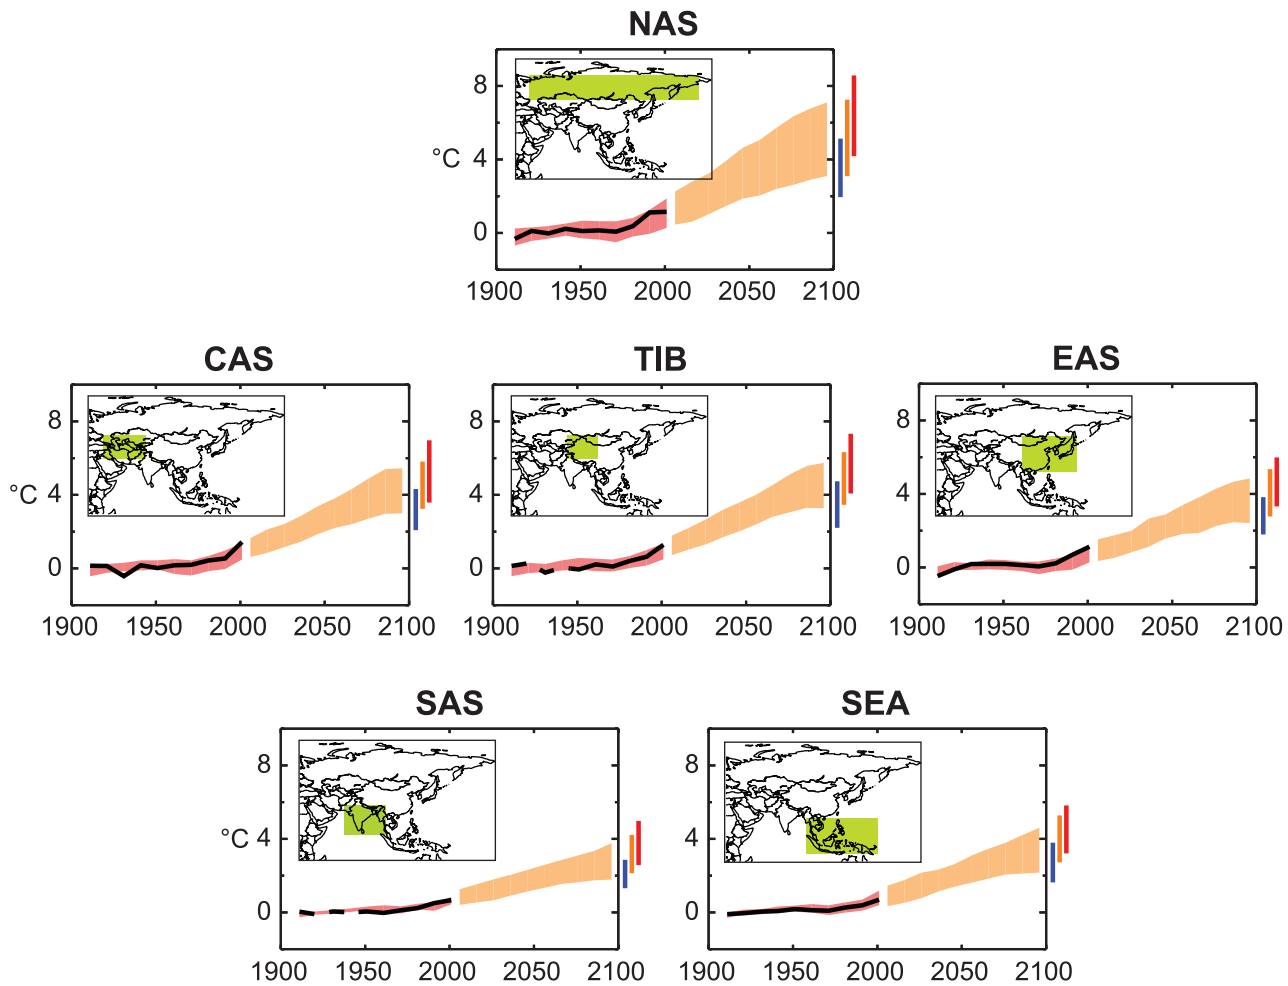 NAS
8
°C 4
0
1900 1950 2000 2050 2100
CAS TIB EAS
8 8 8
°C 4 4 4
0 0 0
1900 1950 2000 2050 2100 1900 1950 2000 2050 2100 1900 1950 2000 2050 2100
SAS SEA
8 8
°C 4 °C 4
0 0
1900 1950 2000 2050 2100 1900 1950 2000 2050 2100